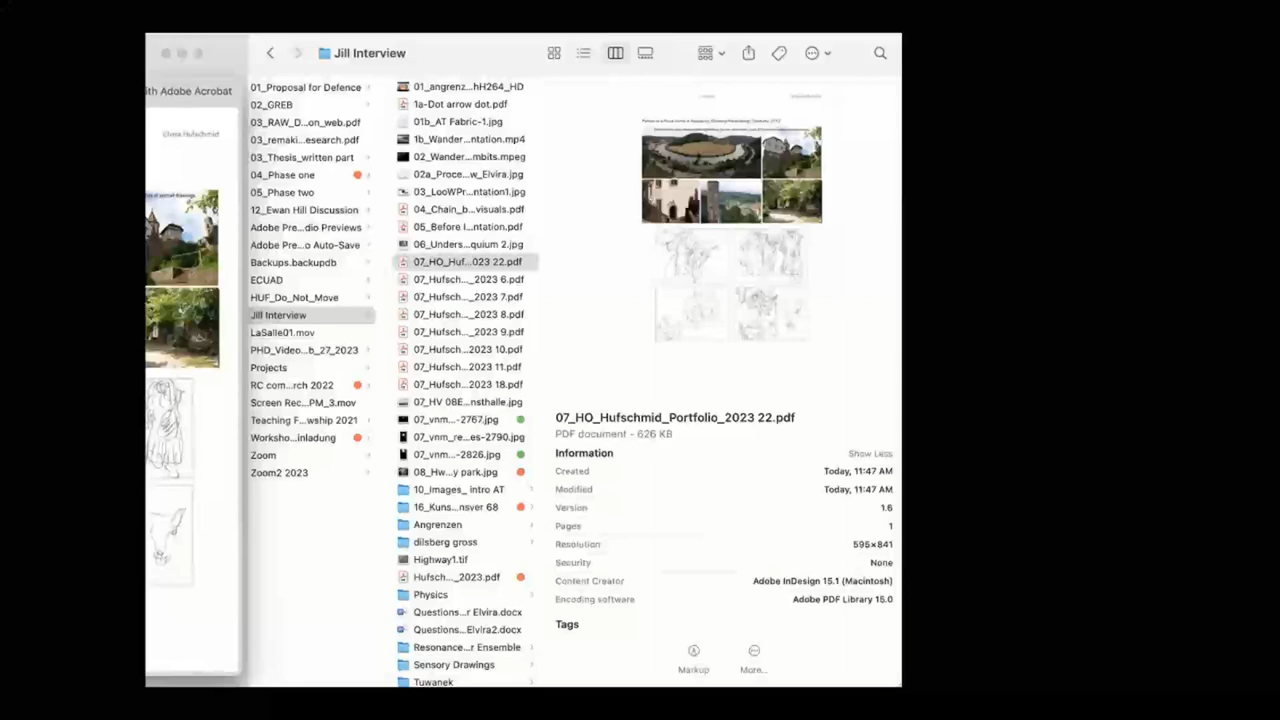 Jill Interview
ith Adobe Acrobat
Elvira Hufschmid
01_Proposal for Defence
02_GREB
03_RAW_D...on_web.pdf
03_remaki...esearch.pdf
03_Thesis_written part
04_Phase one
05_Phase two
12_Ewan Hill Discussion
Adobe Pre...dio Previews
Adobe Pre...o Auto-Save
Backups.backupdb
ECUAD
HUF_Do_Not_Move
Jill Interview
LaSalle01.mov
PHD_Video...b_27_2023
Projects
RC com...rch 2022
Screen Rec...PM_3.mov
Teaching F...wship 2021
Worksho...inladung
Zoom
Zoom2 2023
01_angrenz...hH264_HD
1a-Dot arrow dot.pdf
01b_AT Fabric-1.jpg
1b_Wander...ntation.mp4
02_Wander...mbits.mpeg
02a_Proce...w_Elvira.jpg
03_LooWPr...ntation1.jpg
04_Chain_b...visuals.pdf
05_Before I...ntation.pdf
06_Unders...quium 2.jpg
07_HO_Huf...023 22.pdf
07_Hufsch..._2023 6.pdf
07_Hufsch..._2023 7.pdf
07_Hufsch..._2023 8.pdf
07_Hufsch..._2023 9.pdf
07_Hufsch...2023 10.pdf
07_Hufsch...2023 11.pdf
07_Hufsch...2023 18.pdf
07_HV 08E...nsthalle.jpg
07_vnm...-2767.jpg
07_vnm_re...es-2790.jpg
07_vnm...-2826.jpg
08_Hw...y park.jpg
10_Images_ intro AT
16_Kuns...nsver 68
Angrenzen
dilsberg gross
Highway1.tif
Hufsch..._2023.pdf
Physics
Questions...r Elvira.docx
Questions...Elvira2.docx
Resonance...r Ensemble
Sensory Drawings
Tuwanek
07_HO_Hufschmid_Portfolio_2023 22.pdf
PDF document - 626 KB
Information Show Less
Created Today, 11:47 AM
Modified Today, 11:47 AM
Version 1.6
Pages 1
Resolution 595×841
Security None
Content Creator Adobe InDesign 15.1 (Macintosh)
Encoding software Adobe PDF Library 15.0
Tags
Markup More...